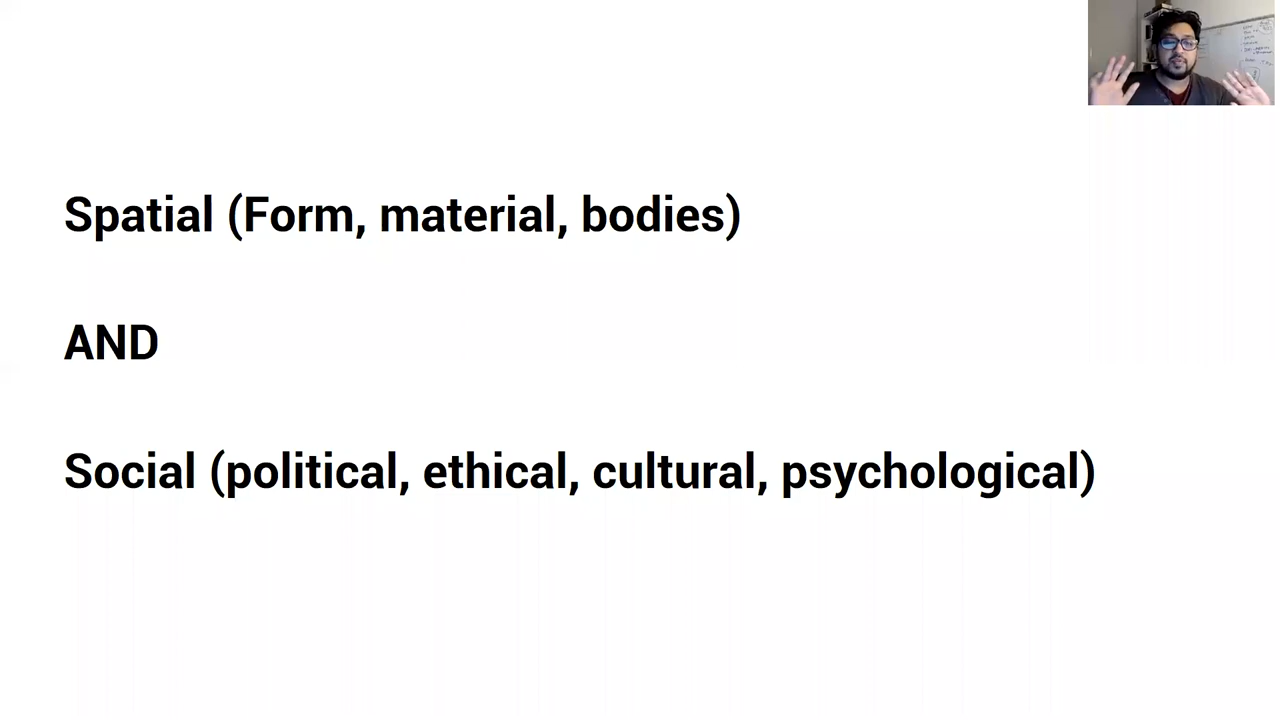 Spatial (Form, material, bodies)
AND
Social (political, ethical, cultural, psychological)